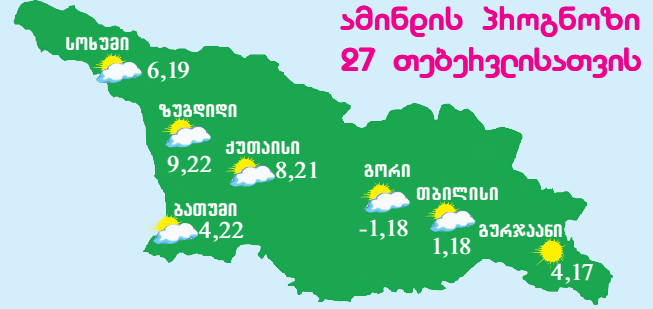 ამინდის პროგნოზი
27 თებერვლისათვის
სოხუმი
6,19
ზუგდიდი
9,22
ქუთაისი
8,21
ბათუმი
4,22
გორი
-1,18
თბილისი
1,18
გურჯაანი
4,17